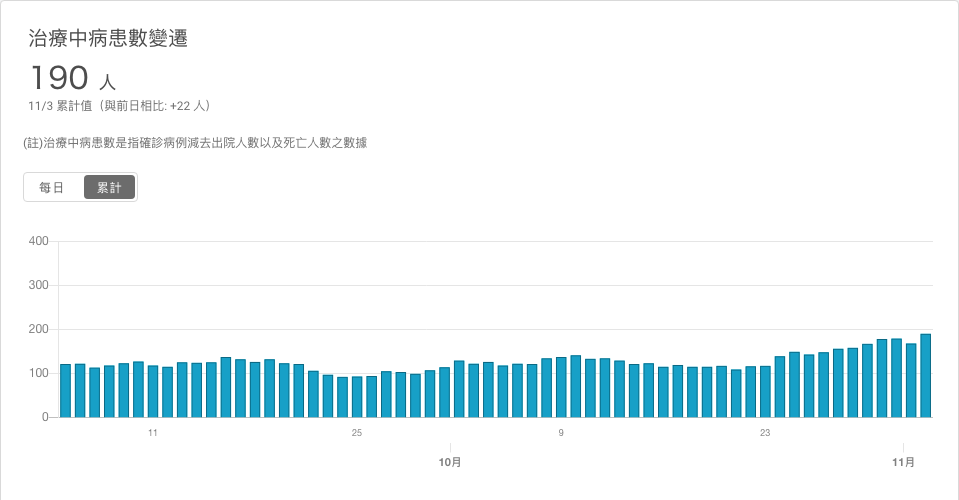 治療中病患數變遷
190 人
11/3 累計值（與前日相比: +22 人）
(註)治療中病患數是指確診病例減去出院人數以及死亡人數之數據
每日 累計
400
300
200
100
0
11 25 9 23
10月 11月